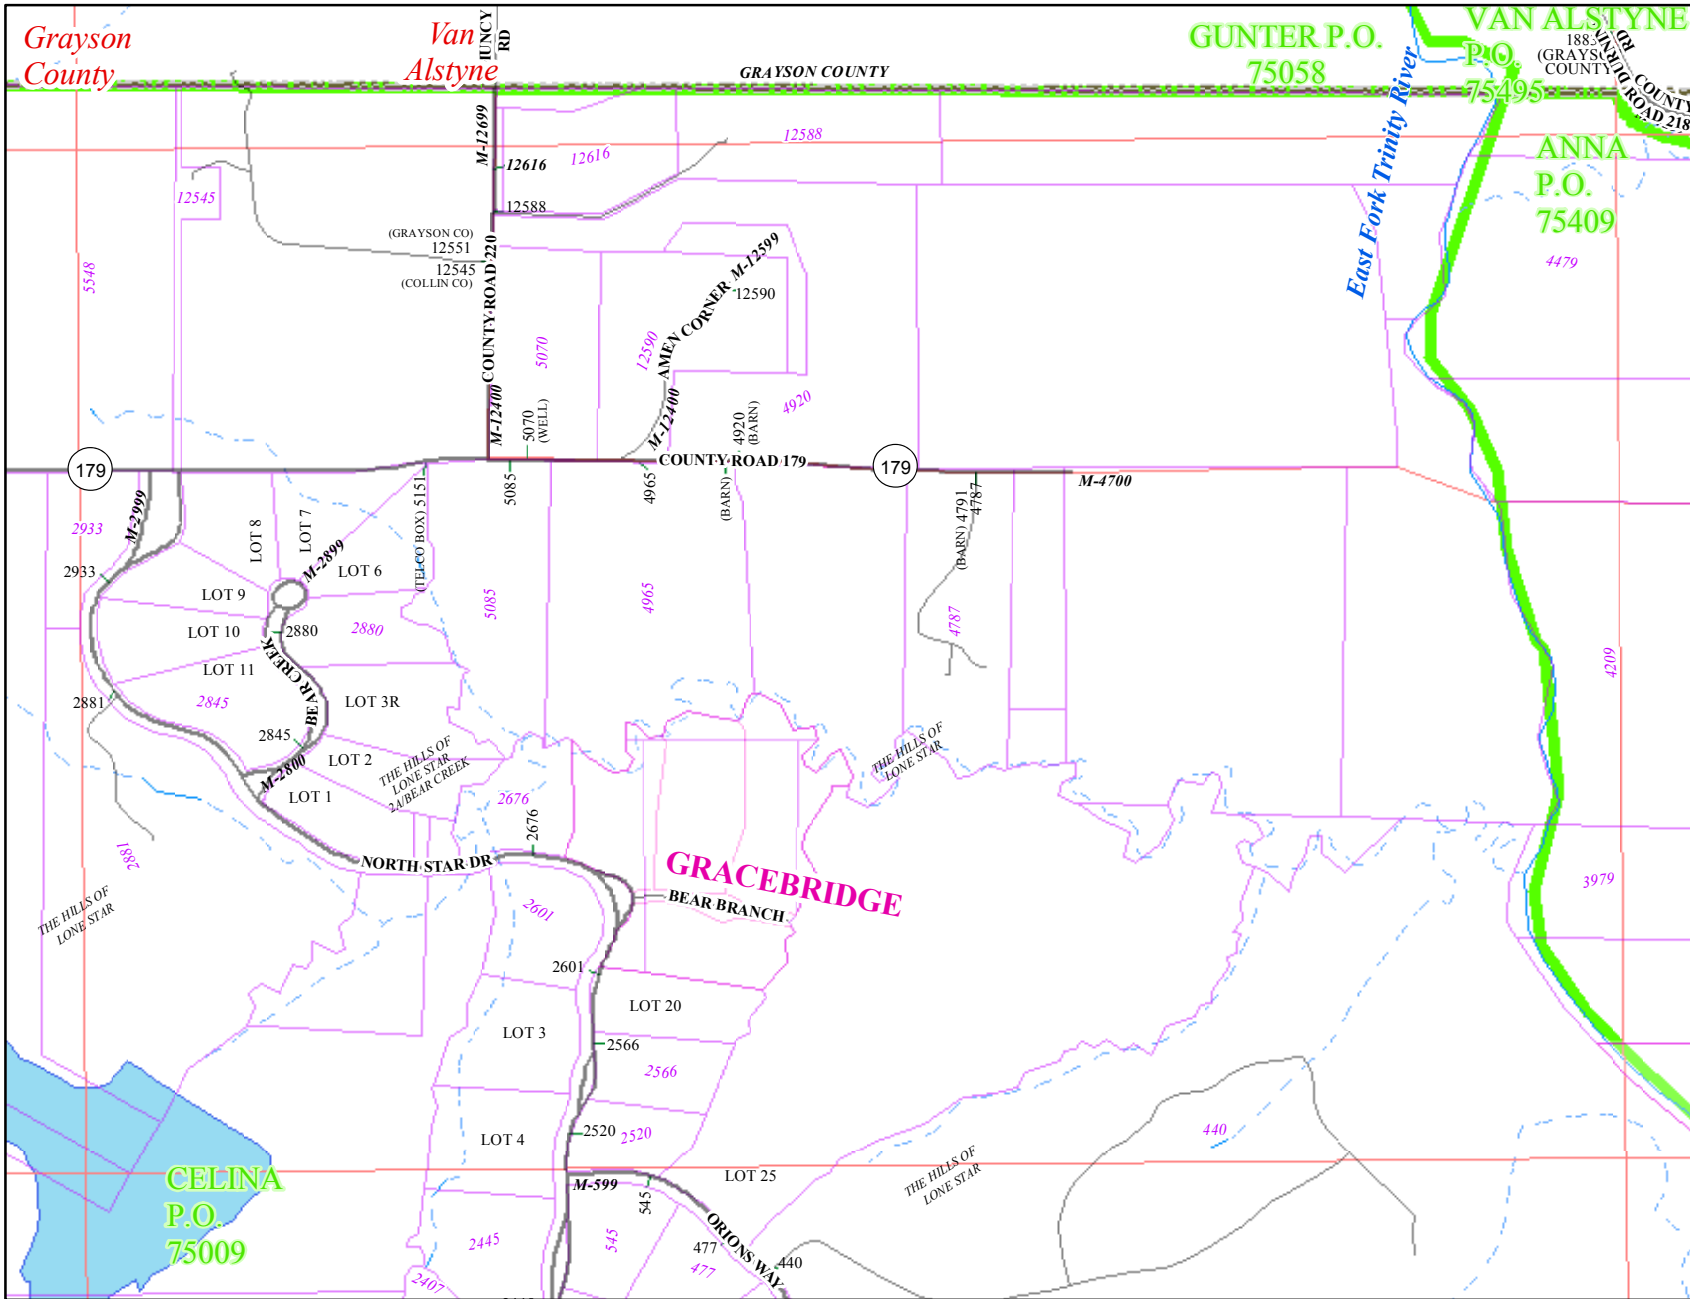 Grayson
County
Van
Alstyne
JUNCY
RD
GRAYSON COUNTY
GUNTER P.O.
75058
East Fork Trinity River
VAN ALSTYNE
P.O.
75495
(GRAYSON
COUNTY)
COUNTY
ROAD 218
ANNA
P.O.
75409
M-12699
12616
12616
12588
12588
12545
5548
(GRAYSON CO)
12551
12545
(COLLIN CO)
COUNTY ROAD 220
M-12400
5070
5070
(WELL)
12590
AMEN CORNER
M-12599
12590
M-12400
4920
4920
(BARN)
4479
179
COUNTY ROAD 179
179
M-4700
2933
M-2999
2933
LOT 8
LOT 7
M-2899
LOT 6
(TELCO BOX) 5151
5085
4965
(BARN)
(BARN) 4791
4787
LOT 9
LOT 10
2880
2880
LOT 11
BEAR CREEK
5085
4965
4787
4209
2881
2845
LOT 3R
2845
LOT 2
M-2800
LOT 1
THE HILLS OF
LONE STAR
2A/BEAR CREEK
THE HILLS OF
LONE STAR
2676
2676
2881
NORTH STAR DR
GRACEBRIDGE
BEAR BRANCH
THE HILLS OF
LONE STAR
2601
3979
2601
LOT 20
LOT 3
2566
2566
LOT 4
2520
2520
440
CELINA
P.O.
75009
M-599
545
LOT 25
THE HILLS OF
LONE STAR
2445
545
477
477
ORIONS WAY
440
2407